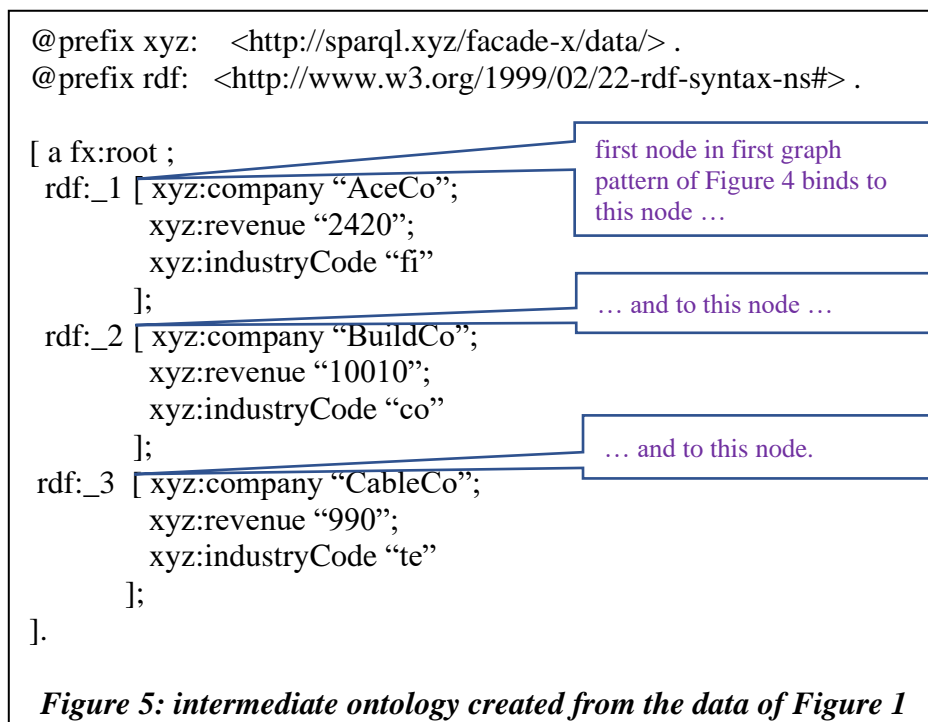 @prefix xyz: <http://sparql.xyz/facade-x/data/> .
@prefix rdf: <http://www.w3.org/1999/02/22-rdf-syntax-ns#> .
[ a fx:root ;
rdf:_1 [ xyz:company “AceCo”;
xyz:revenue “2420”;
xyz:industryCode “fi”
];
first node in first graph
pattern of Figure 4 binds to
this node …
rdf:_2 [ xyz:company “BuildCo”;
xyz:revenue “10010”;
xyz:industryCode “co”
];
… and to this node …
rdf:_3 [ xyz:company “CableCo”;
xyz:revenue “990”;
xyz:industryCode “te”
];
… and to this node.
].
Figure 5: intermediate ontology created from the data of Figure 1